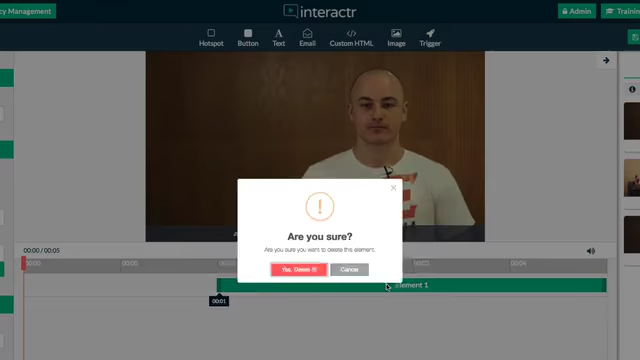 cy Management
interactr
Admin
Trainin
Hotspot
Button
Text
Email
Custom HTML
Image
Trigger
Are you sure?
Are you sure you want to delete this element.
Yes, Delete It!
Cancel
00:00 / 00:05
00:00
00:00
00:03
00:04
Element 1
00:01